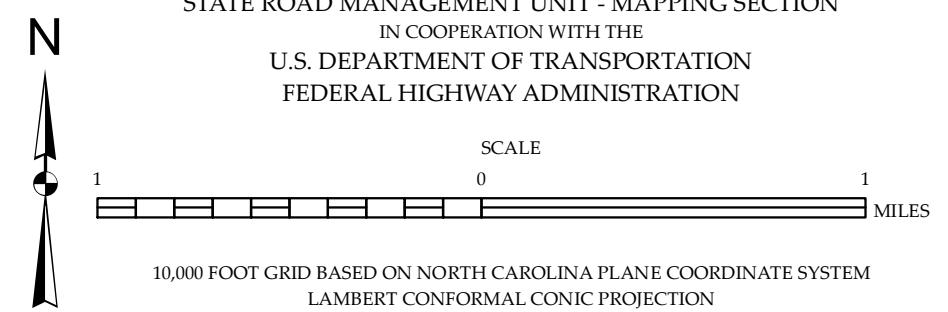 STATE ROAD MANAGEMENT UNIT - MAPPING SECTION
IN COOPERATION WITH THE
U.S. DEPARTMENT OF TRANSPORTATION
FEDERAL HIGHWAY ADMINISTRATION
N
SCALE
1 0 1
MILES
10,000 FOOT GRID BASED ON NORTH CAROLINA PLANE COORDINATE SYSTEM
LAMBERT CONFORMAL CONIC PROJECTION